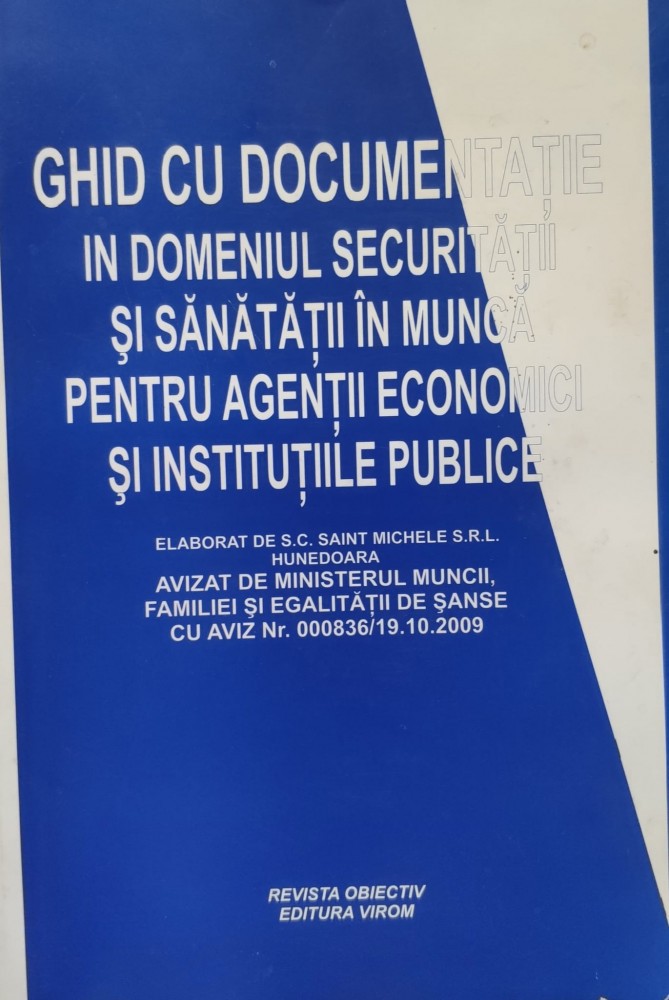 GHID CU DOCUMENTAȚIE
IN DOMENIUL SECURITĂȚII
ȘI SĂNĂTĂȚII ÎN MUNCĂ
PENTRU AGENȚII ECONOMICI
ȘI INSTITUȚIILE PUBLICE
ELABORAT DE S.C. SAINT MICHELE S.R.L.
HUNEDOARA
AVIZAT DE MINISTERUL MUNCII,
FAMILIEI ȘI EGALITĂȚII DE ȘANSE
CU AVIZ Nr. 000836/19.10.2009
REVISTA OBIECTIV
EDITURA VIROM